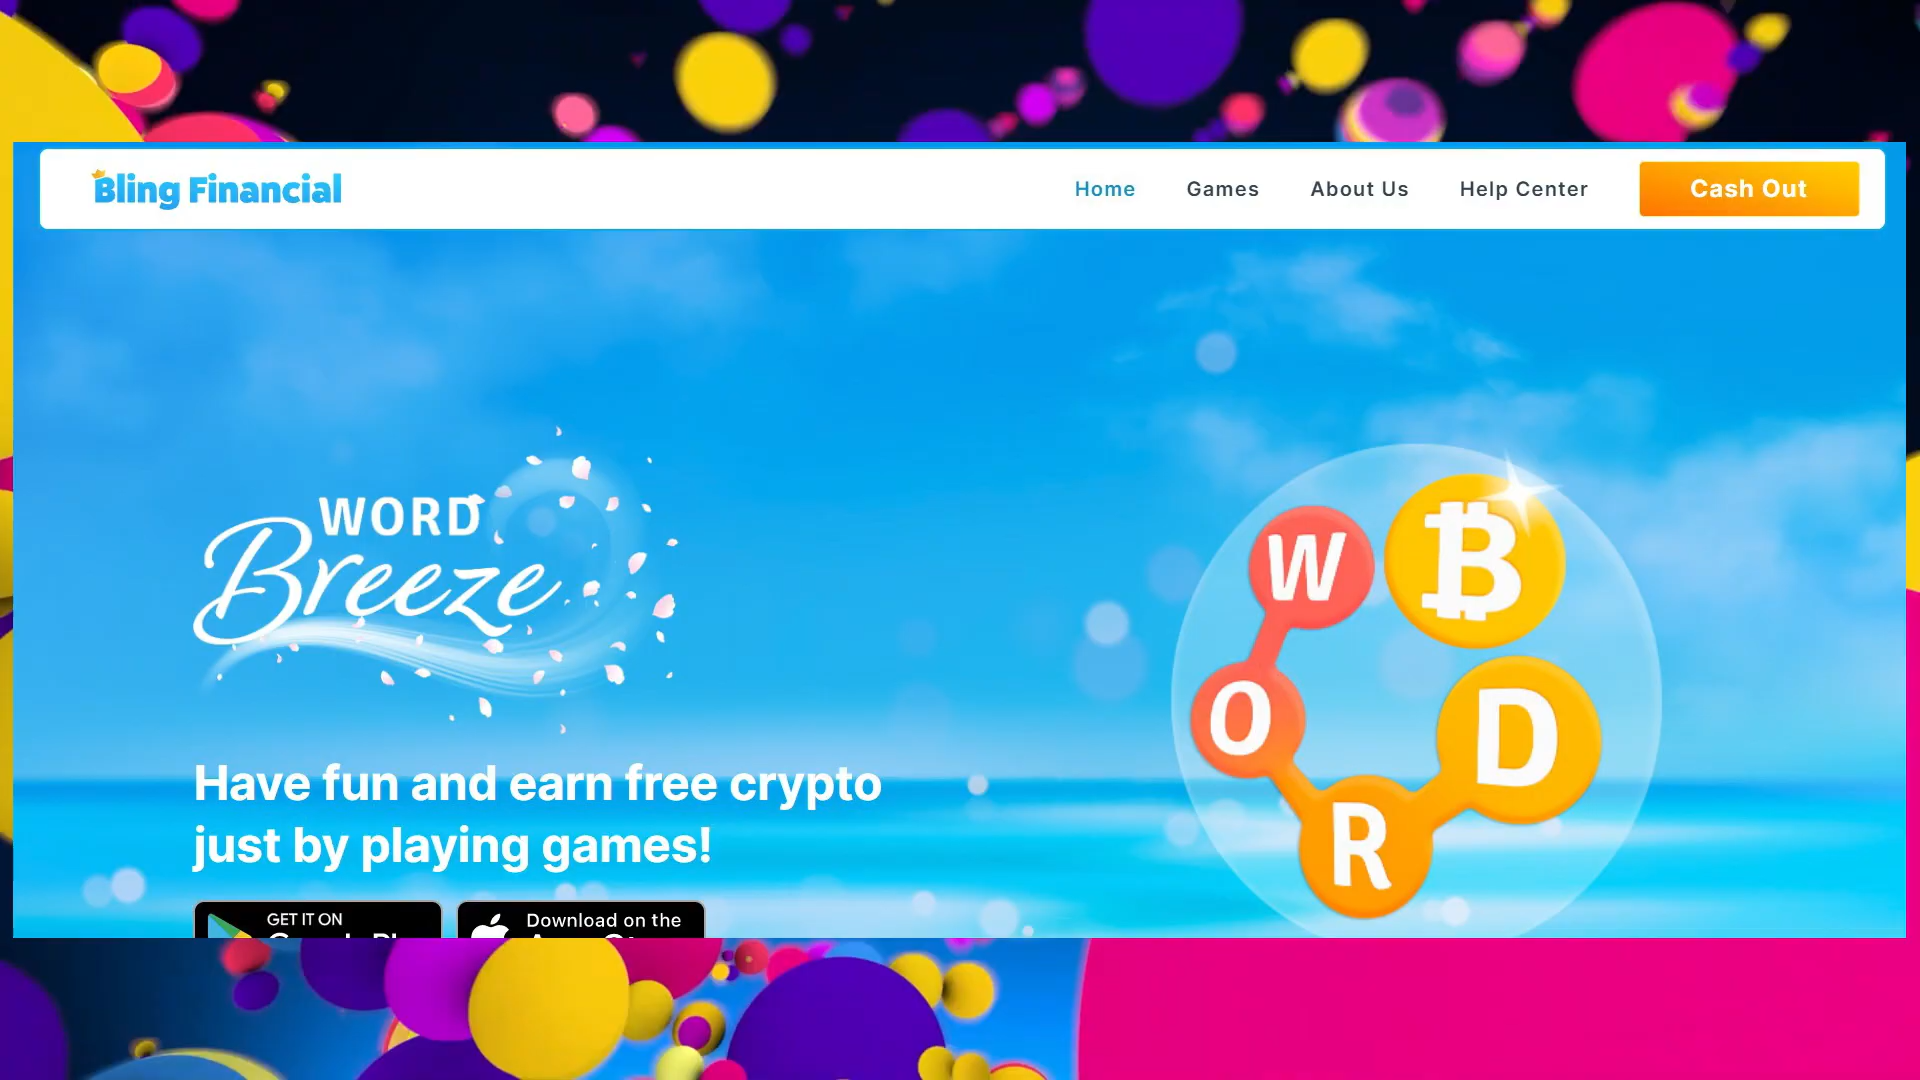 Bling Financial
Home
Games
About Us
Help Center
Cash Out
WORD
Breeze
Have fun and earn free crypto
just by playing games!
GET IT ON
Download on the
W
B
O
D
R